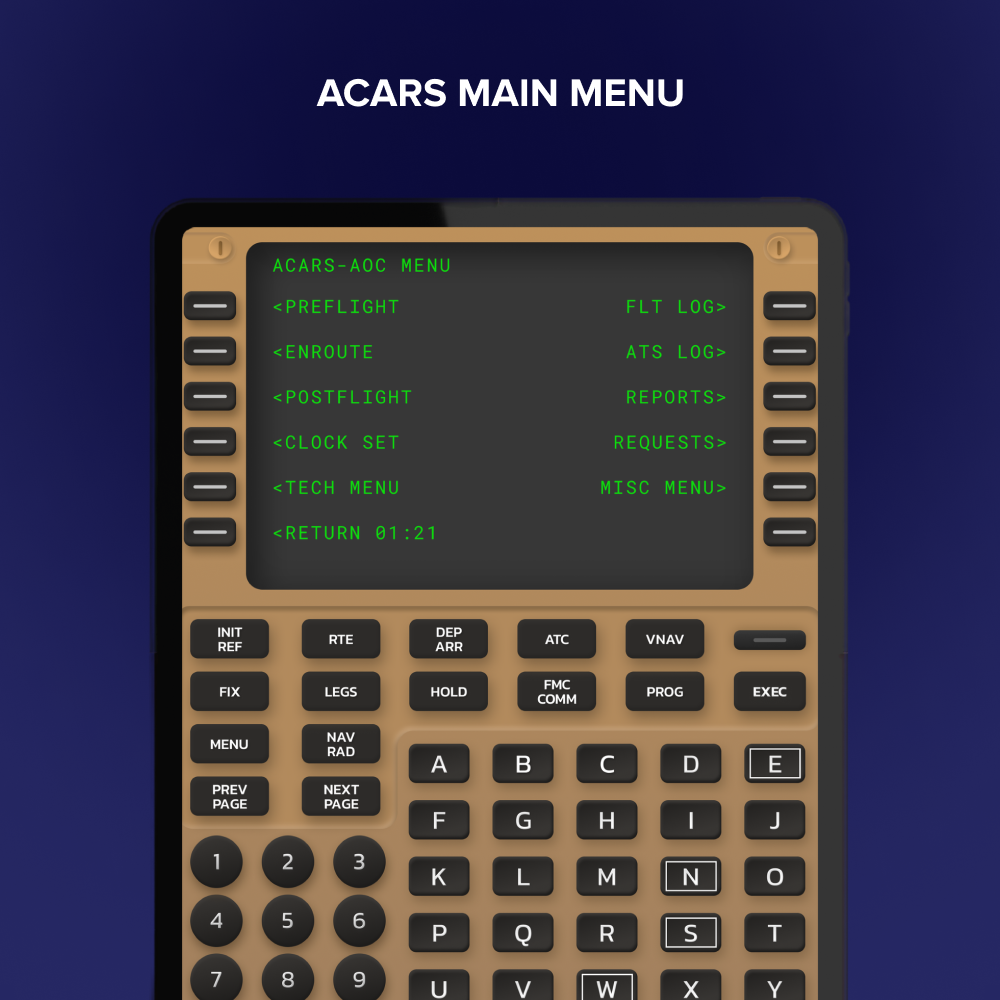 ACARS MAIN MENU
ACARS-AOC MENU
<PREFLIGHT FLT LOG>
<ENROUTE ATS LOG>
<POSTFLIGHT REPORTS>
<CLOCK SET REQUESTS>
<TECH MENU MISC MENU>
<RETURN 01:21
INIT
REF
RTE
DEP
ARR
ATC
VNAV
FIX
LEGS
HOLD
FMC
COMM
PROG
EXEC
MENU
NAV
RAD
PREV
PAGE
NEXT
PAGE
A B C D E
F G H I J
K L M N O
P Q R S T
U V W X Y
1 2 3
4 5 6
7 8 9